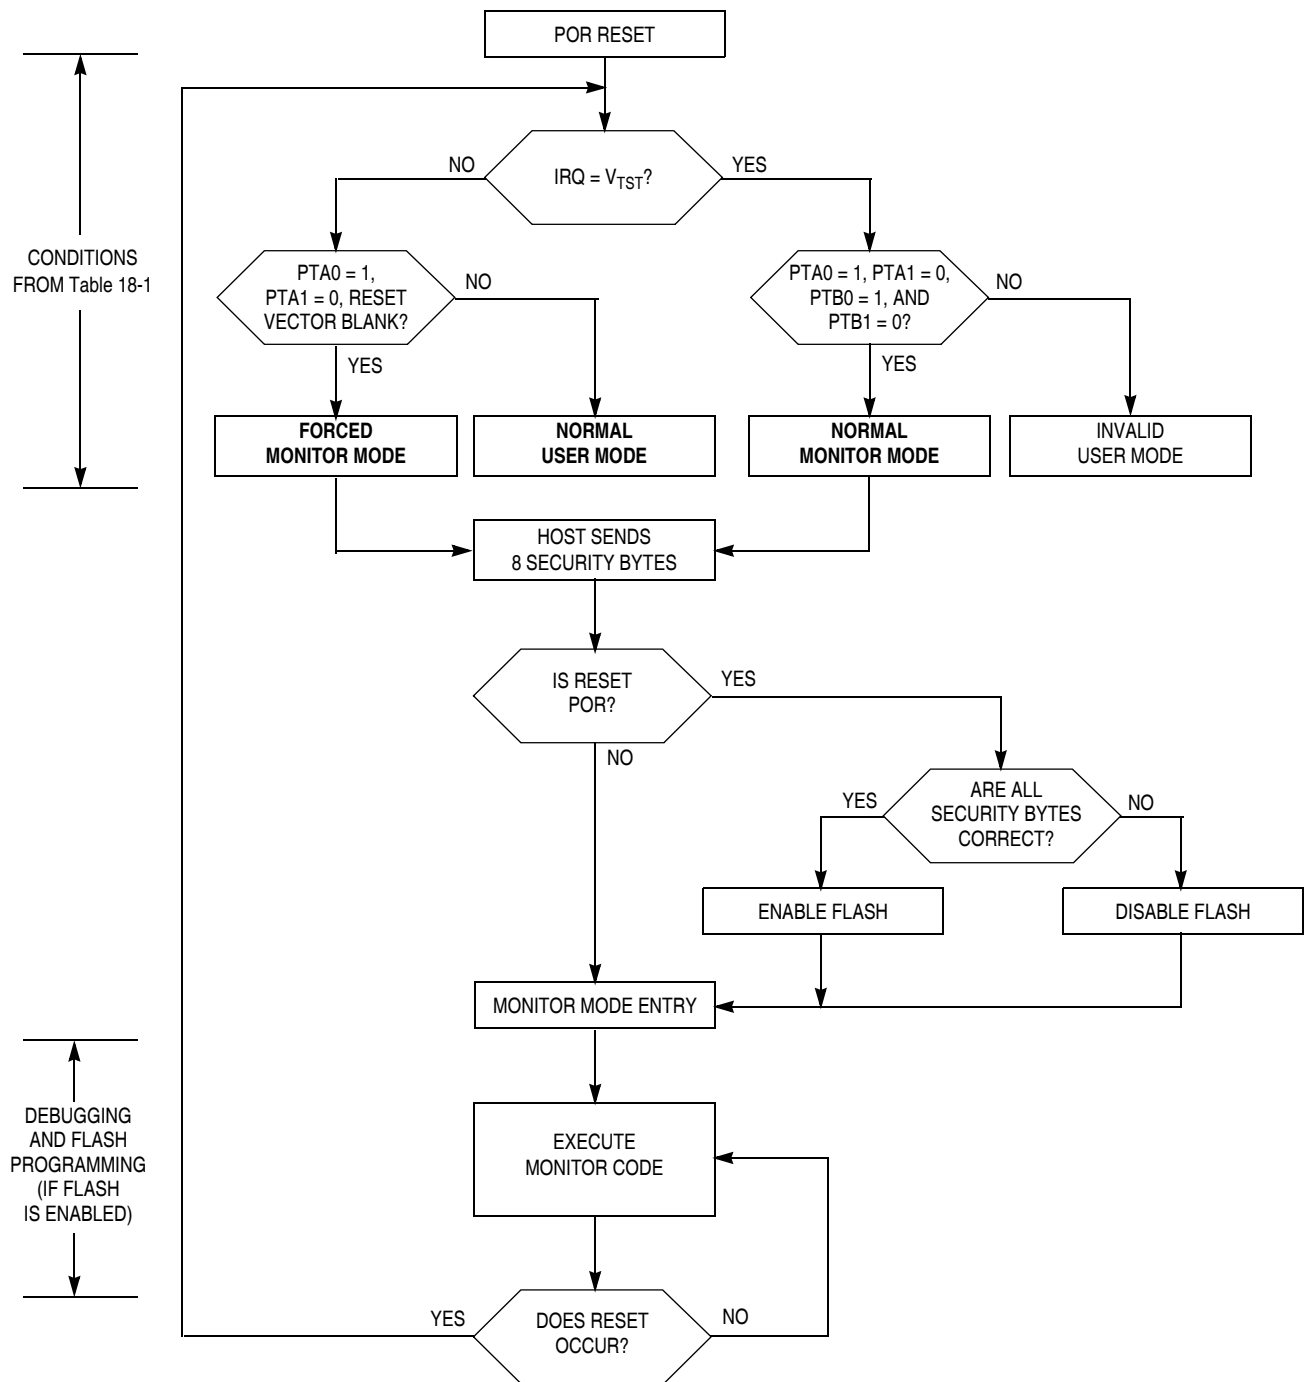 POR RESET
NO
YES
IRQ = VTST?
CONDITIONS
FROM Table 18-1
PTA0 = 1,
PTA1 = 0, RESET
VECTOR BLANK?
NO
PTA0 = 1, PTA1 = 0,
PTB0 = 1, AND
PTB1 = 0?
NO
YES
YES
FORCED
MONITOR MODE
NORMAL
USER MODE
NORMAL
MONITOR MODE
INVALID
USER MODE
HOST SENDS
8 SECURITY BYTES
IS RESET
POR?
YES
NO
ARE ALL
SECURITY BYTES
CORRECT?
YES
NO
ENABLE FLASH
DISABLE FLASH
MONITOR MODE ENTRY
DEBUGGING
AND FLASH
PROGRAMMING
(IF FLASH
IS ENABLED)
EXECUTE
MONITOR CODE
YES
DOES RESET
OCCUR?
NO